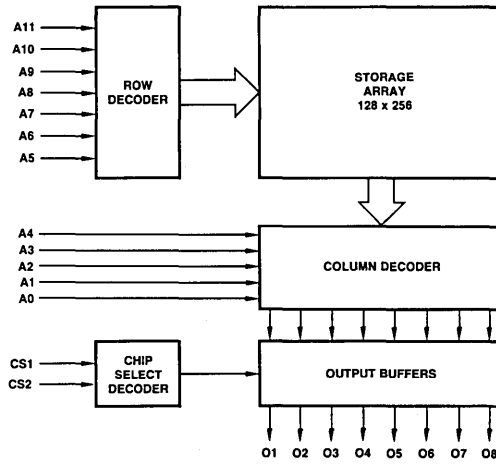 A11
A10
A9
A8
A7
A6
A5
ROW
DECODER
STORAGE
ARRAY
128 x 256
A4
A3
A2
A1
A0
COLUMN DECODER
CS1
CS2
CHIP
SELECT
DECODER
OUTPUT BUFFERS
O1 O2 O3 O4 O5 O6 O7 O8